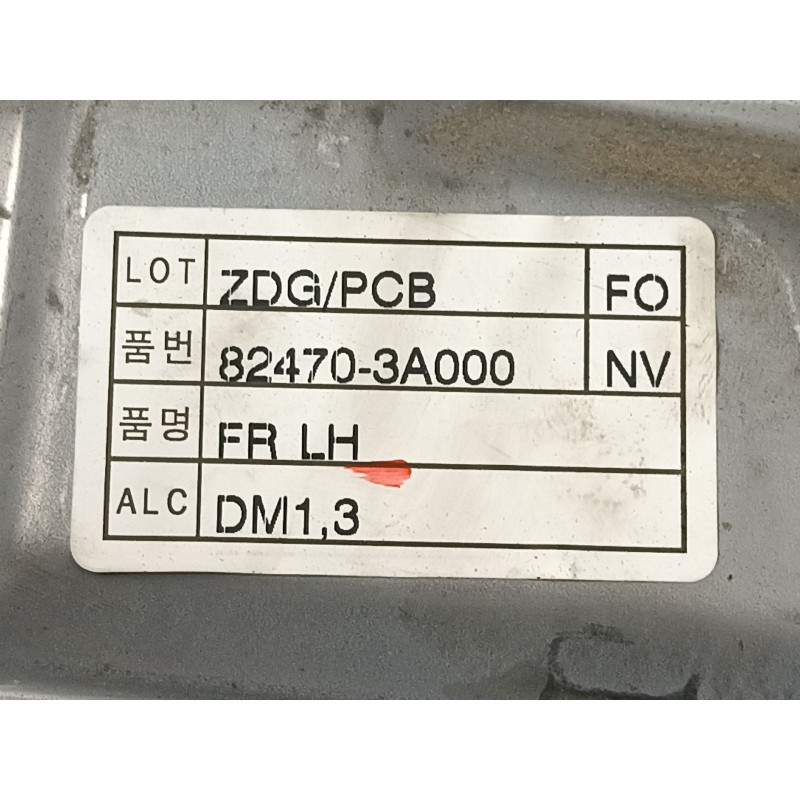 LOT ZDG/PCB FO
품번 82470-3A000 NV
품명 FR LH
ALC DM1,3